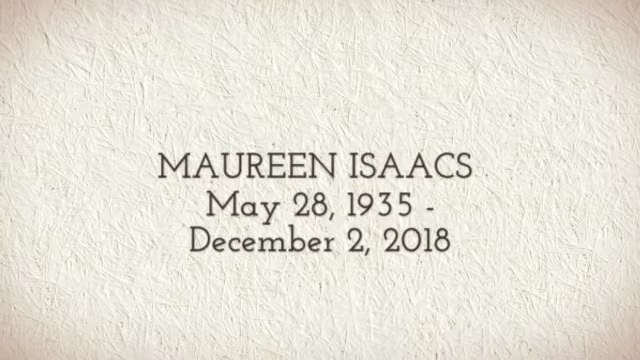 MAUREEN ISAACS
May 28, 1935 -
December 2, 2018